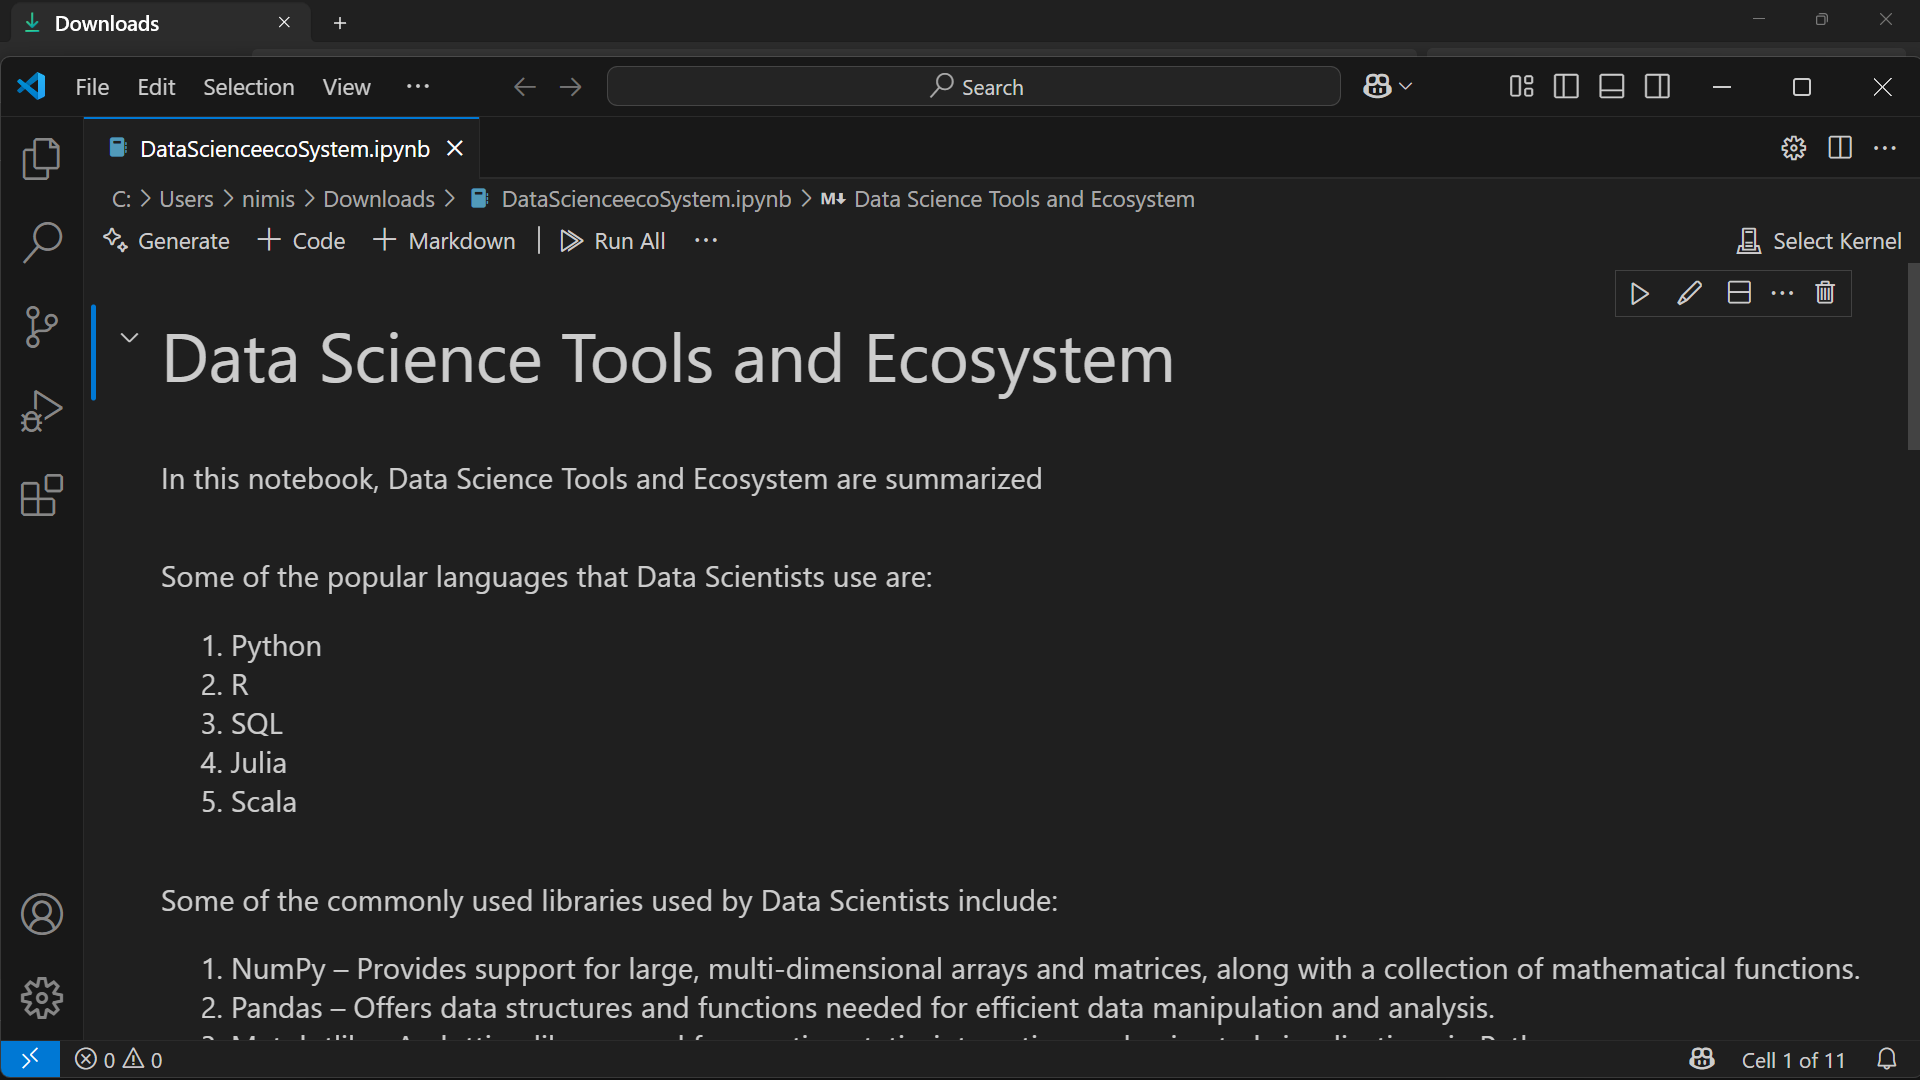 Downloads
File Edit Selection View ··· Search
DataScienceecoSystem.ipynb
C: > Users > nimis > Downloads > DataScienceecoSystem.ipynb > M↓ Data Science Tools and Ecosystem
Generate + Code + Markdown | Run All ··· Select Kernel
Data Science Tools and Ecosystem
In this notebook, Data Science Tools and Ecosystem are summarized
Some of the popular languages that Data Scientists use are:
1. Python
2. R
3. SQL
4. Julia
5. Scala
Some of the commonly used libraries used by Data Scientists include:
1. NumPy – Provides support for large, multi-dimensional arrays and matrices, along with a collection of mathematical functions.
2. Pandas – Offers data structures and functions needed for efficient data manipulation and analysis.
0 0 Cell 1 of 11